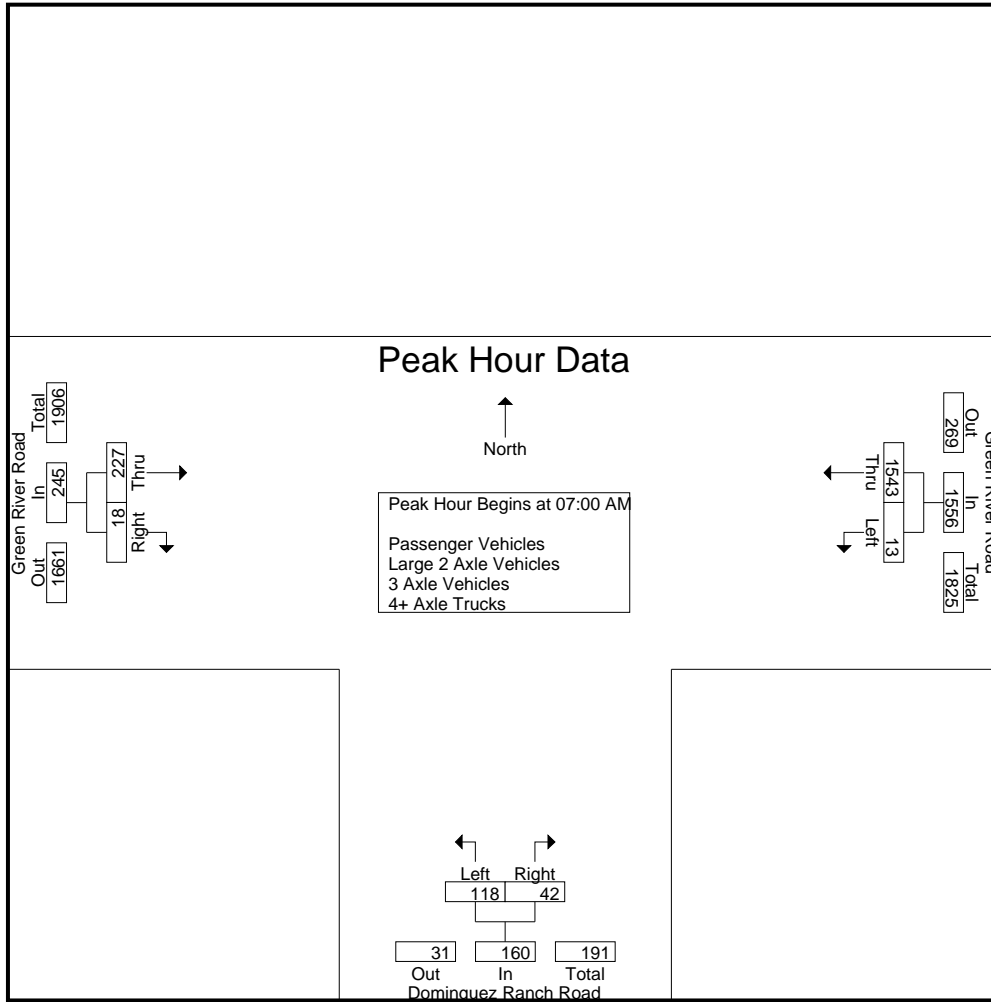 Peak Hour Data
North
Peak Hour Begins at 07:00 AM
Passenger Vehicles
Large 2 Axle Vehicles
3 Axle Vehicles
4+ Axle Trucks
Green River Road
Out In Total
1661 245 1906
Right Thru
18 227
Green River Road
Out In Total
269 1556 1825
Thru Left
1543 13
Left Right
118 42
31 160 191
Out In Total
Dominguez Ranch Road